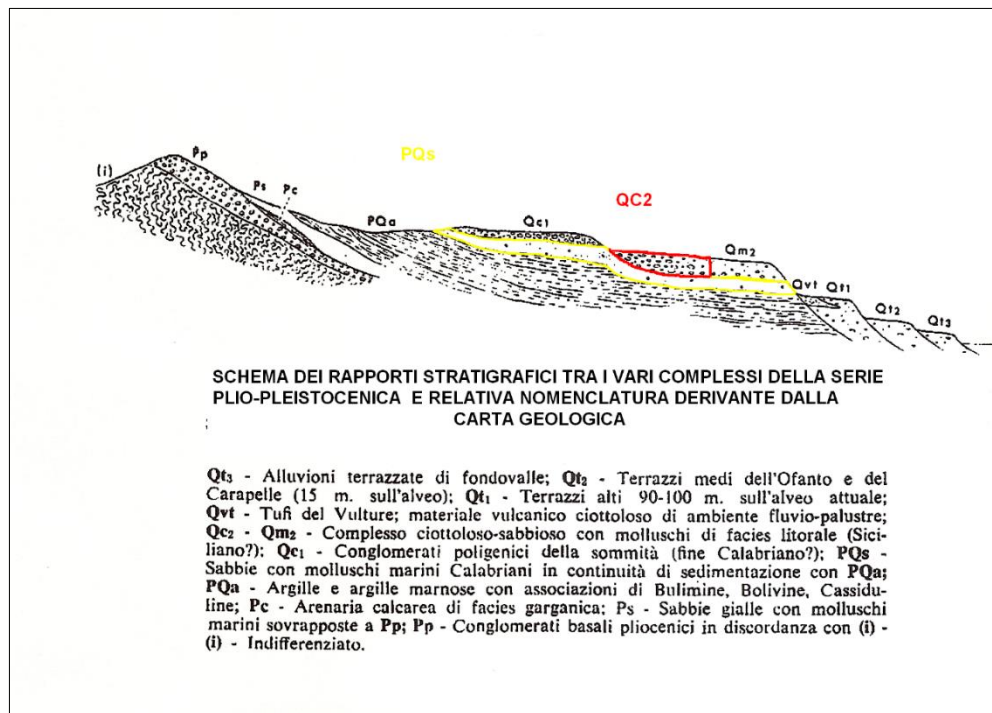 PQs
Pp
(i)
QC2
Ps
Pc
PQa
Qc1
Qm2
Qvt
Qt1
Qt2
Qt3
SCHEMA DEI RAPPORTI STRATIGRAFICI TRA I VARI COMPLESSI DELLA SERIE
PLIO-PLEISTOCENICA E RELATIVA NOMENCLATURA DERIVANTE DALLA
CARTA GEOLOGICA
;
Qt₃ - Alluvioni terrazzate di fondovalle; Qt₂ - Terrazzi medi dell'Ofanto e del
Carapelle (15 m. sull'alveo); Qt₁ - Terrazzi alti 90-100 m. sull'alveo attuale;
Qvt - Tufi del Vulture; materiale vulcanico ciottoloso di ambiente fluvio-palustre;
Qc₂ - Qm₂ - Complesso ciottoloso-sabbioso con molluschi di facies litorale (Sici-
liano?); Qc₁ - Conglomerati poligenici della sommità (fine Calabriano?); PQs -
Sabbie con molluschi marini Calabriani in continuità di sedimentazione con PQa;
PQa - Argille e argille marnose con associazioni di Bulimine, Bolivine, Cassidu-
line; Pc - Arenaria calcarea di facies garganica; Ps - Sabbie gialle con molluschi
marini sovrapposte a Pp; Pp - Conglomerati basali pliocenici in discordanza con (i) -
(i) - Indifferenziato.